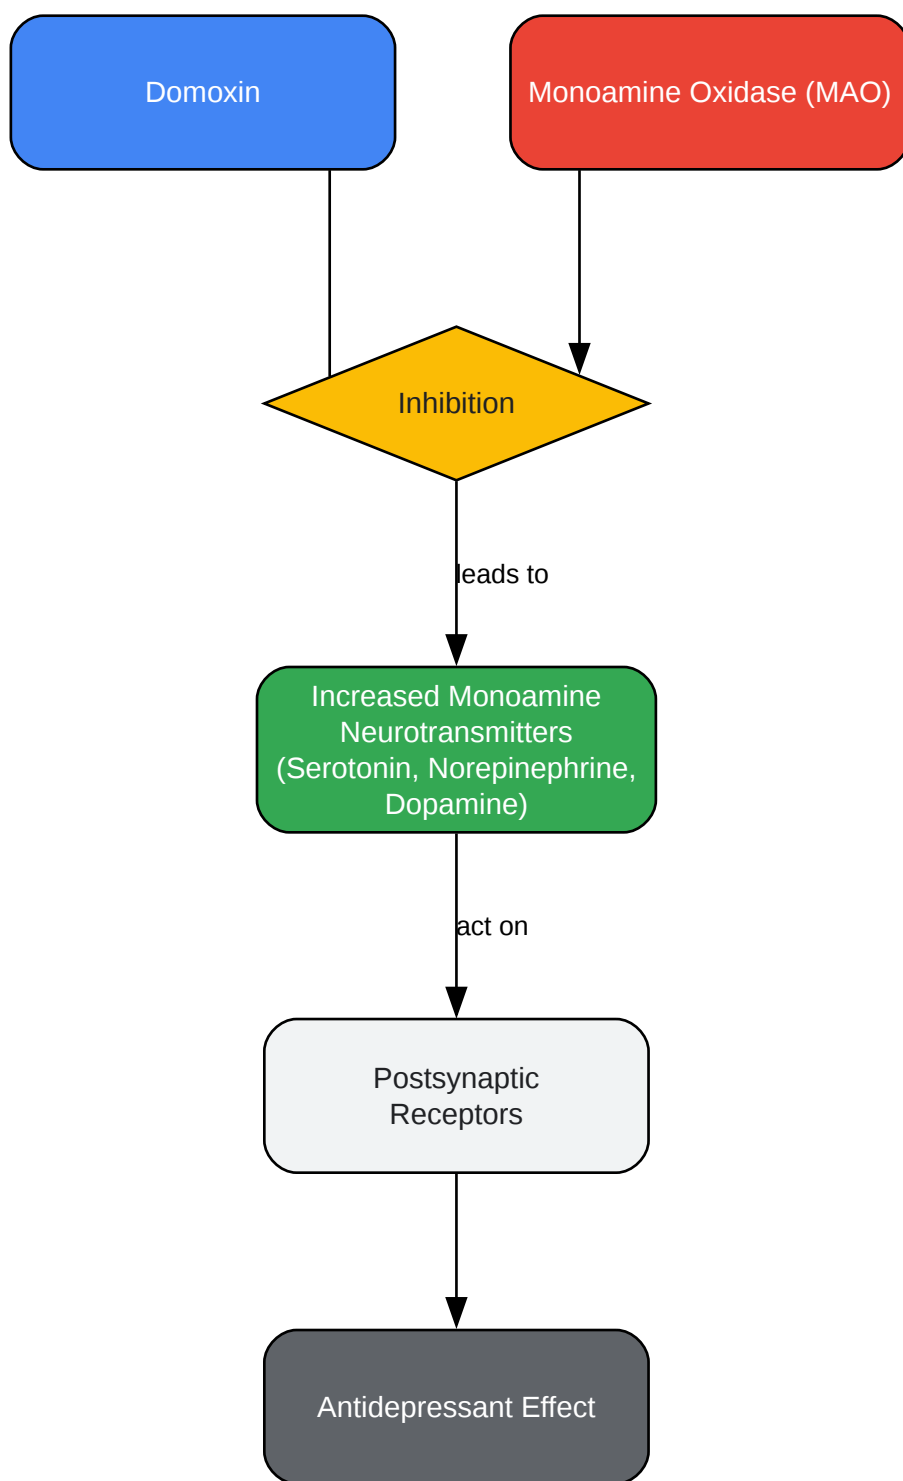 Domoxin
Monoamine Oxidase (MAO)
Inhibition
leads to
Increased Monoamine
Neurotransmitters
(Serotonin, Norepinephrine,
Dopamine)
act on
Postsynaptic
Receptors
Antidepressant Effect